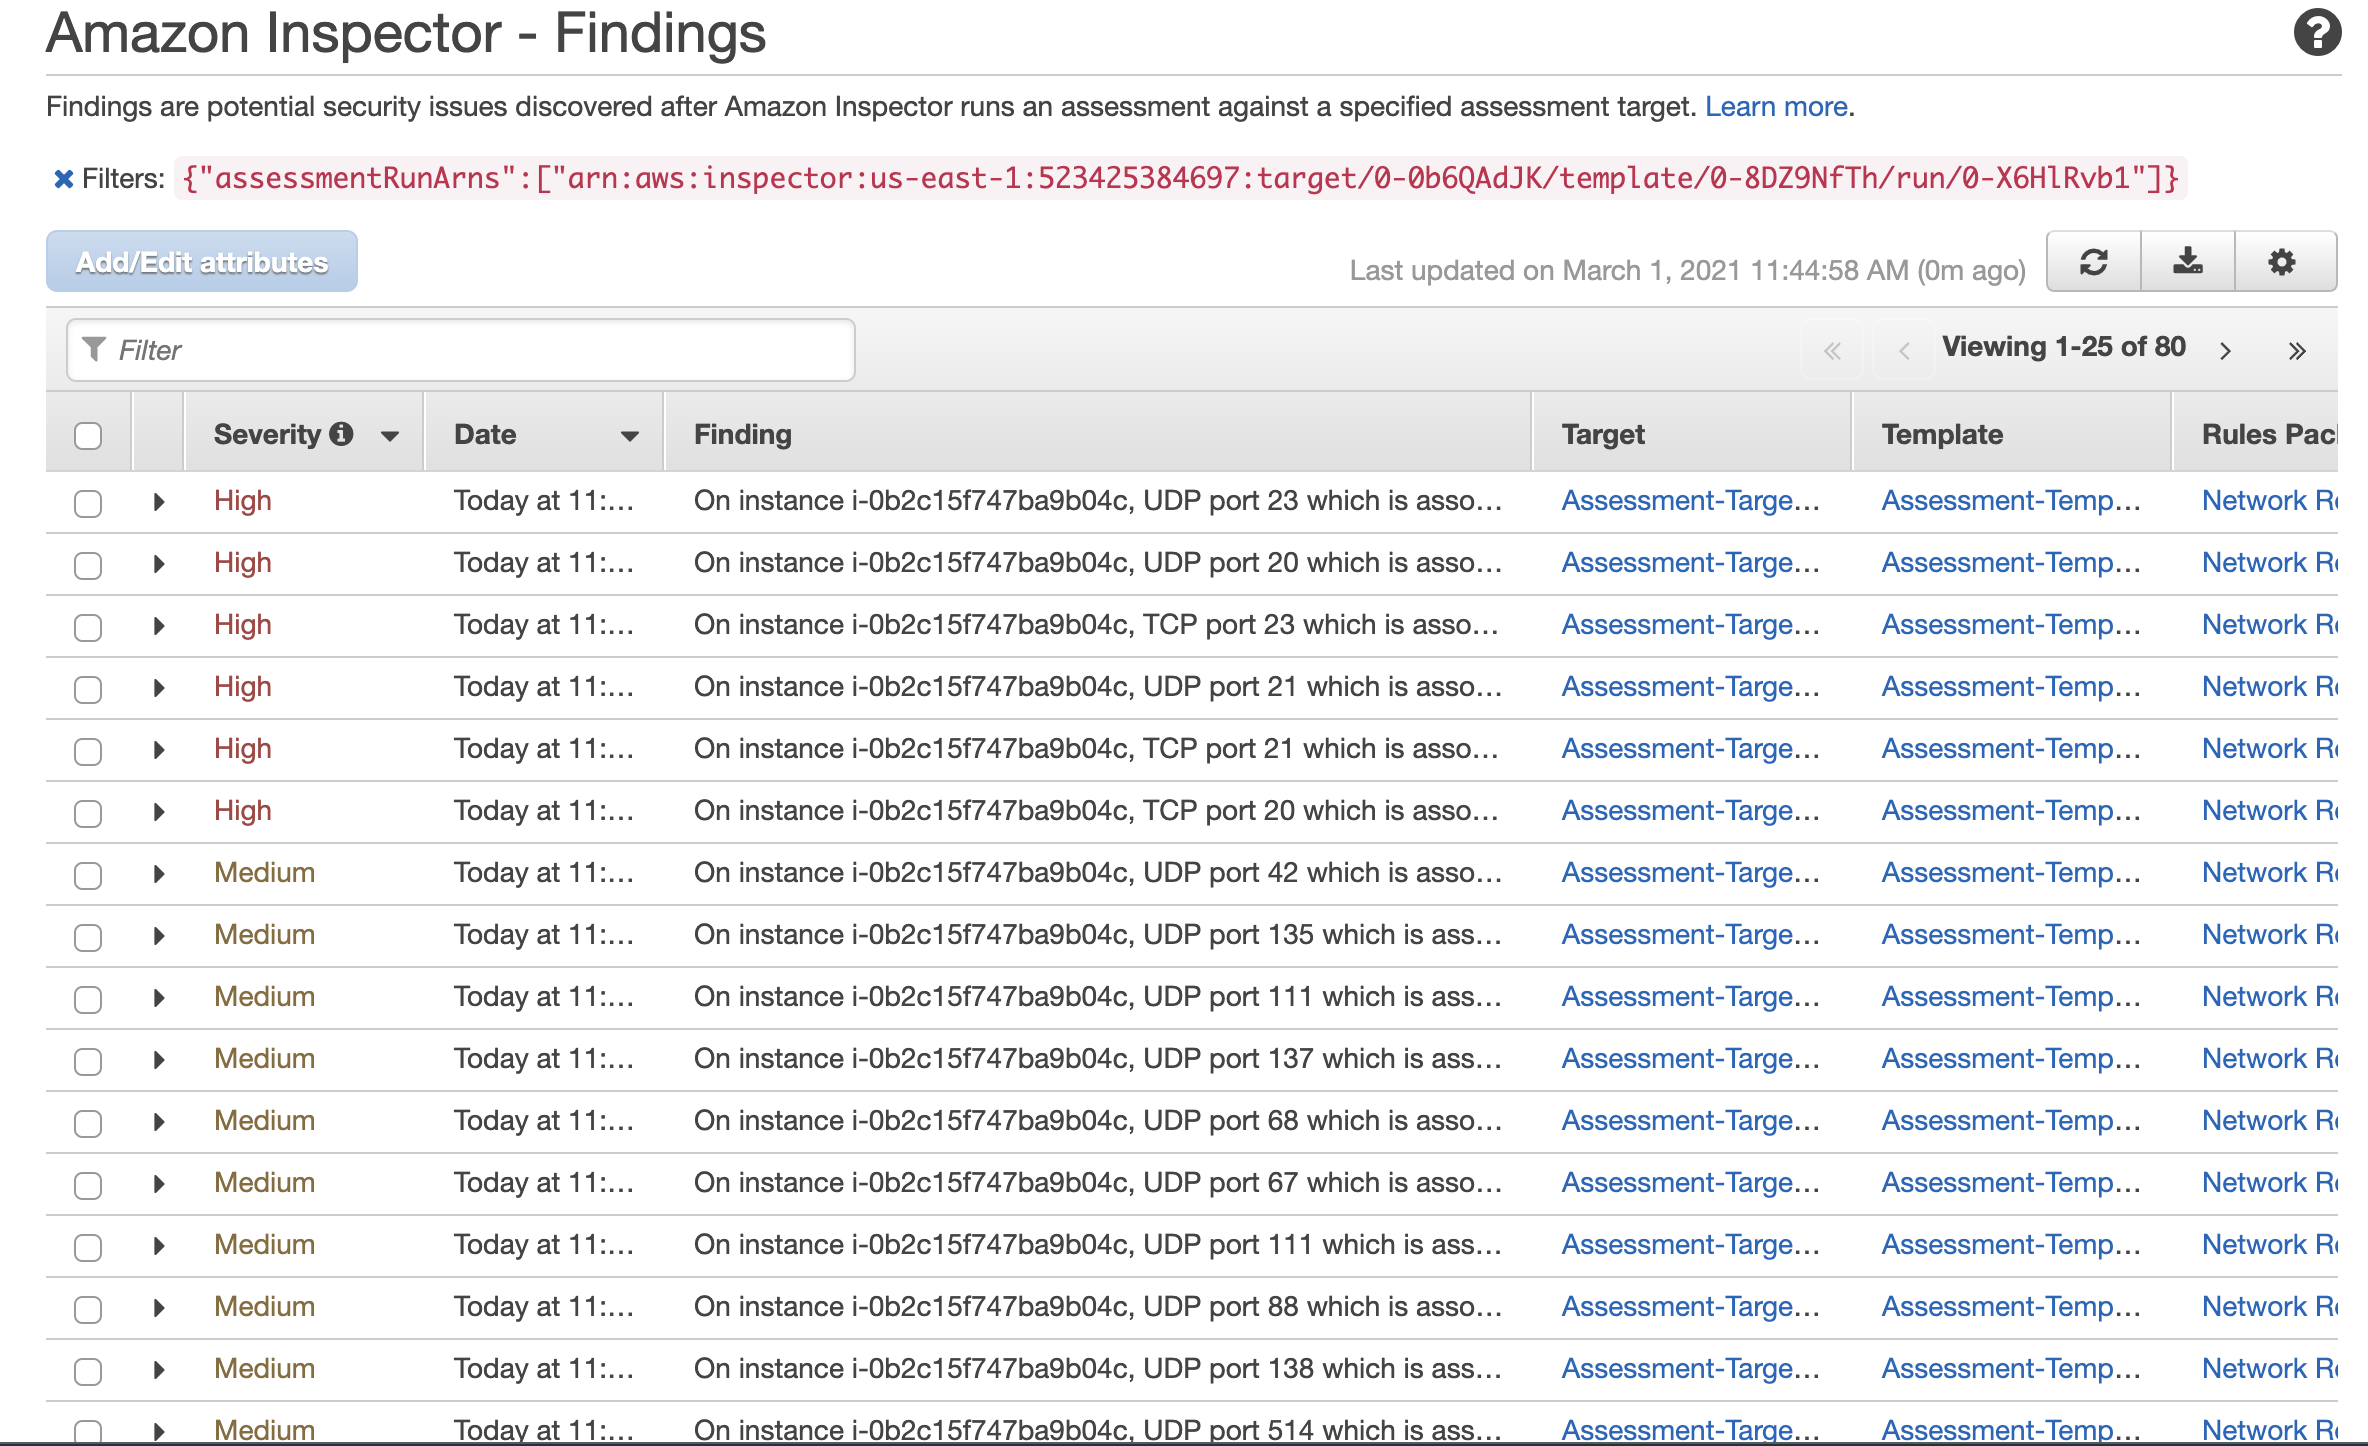 Amazon Inspector - Findings
Findings are potential security issues discovered after Amazon Inspector runs an assessment against a specified assessment target. Learn more.
Filters: {"assessmentRunArns":["arn:aws:inspector:us-east-1:523425384697:target/0-0b6QAdJK/template/0-8DZ9NfTh/run/0-X6HlRvb1"]}
Add/Edit attributes Last updated on March 1, 2021 11:44:58 AM (0m ago)
Filter « ‹ Viewing 1-25 of 80 › »
Severity Date Finding Target Template Rules Pac
High Today at 11:... On instance i-0b2c15f747ba9b04c, UDP port 23 which is asso... Assessment-Targe... Assessment-Temp... Network R
High Today at 11:... On instance i-0b2c15f747ba9b04c, UDP port 20 which is asso... Assessment-Targe... Assessment-Temp... Network R
High Today at 11:... On instance i-0b2c15f747ba9b04c, TCP port 23 which is asso... Assessment-Targe... Assessment-Temp... Network R
High Today at 11:... On instance i-0b2c15f747ba9b04c, UDP port 21 which is asso... Assessment-Targe... Assessment-Temp... Network R
High Today at 11:... On instance i-0b2c15f747ba9b04c, TCP port 21 which is asso... Assessment-Targe... Assessment-Temp... Network R
High Today at 11:... On instance i-0b2c15f747ba9b04c, TCP port 20 which is asso... Assessment-Targe... Assessment-Temp... Network R
Medium Today at 11:... On instance i-0b2c15f747ba9b04c, UDP port 42 which is asso... Assessment-Targe... Assessment-Temp... Network R
Medium Today at 11:... On instance i-0b2c15f747ba9b04c, UDP port 135 which is ass... Assessment-Targe... Assessment-Temp... Network R
Medium Today at 11:... On instance i-0b2c15f747ba9b04c, UDP port 111 which is ass... Assessment-Targe... Assessment-Temp... Network R
Medium Today at 11:... On instance i-0b2c15f747ba9b04c, UDP port 137 which is ass... Assessment-Targe... Assessment-Temp... Network R
Medium Today at 11:... On instance i-0b2c15f747ba9b04c, UDP port 68 which is asso... Assessment-Targe... Assessment-Temp... Network R
Medium Today at 11:... On instance i-0b2c15f747ba9b04c, UDP port 67 which is asso... Assessment-Targe... Assessment-Temp... Network R
Medium Today at 11:... On instance i-0b2c15f747ba9b04c, UDP port 111 which is ass... Assessment-Targe... Assessment-Temp... Network R
Medium Today at 11:... On instance i-0b2c15f747ba9b04c, UDP port 88 which is asso... Assessment-Targe... Assessment-Temp... Network R
Medium Today at 11:... On instance i-0b2c15f747ba9b04c, UDP port 138 which is ass... Assessment-Targe... Assessment-Temp... Network R
Medium Today at 11:... On instance i-0b2c15f747ba9b04c, UDP port 514 which is ass... Assessment-Targe... Assessment-Temp... Network R